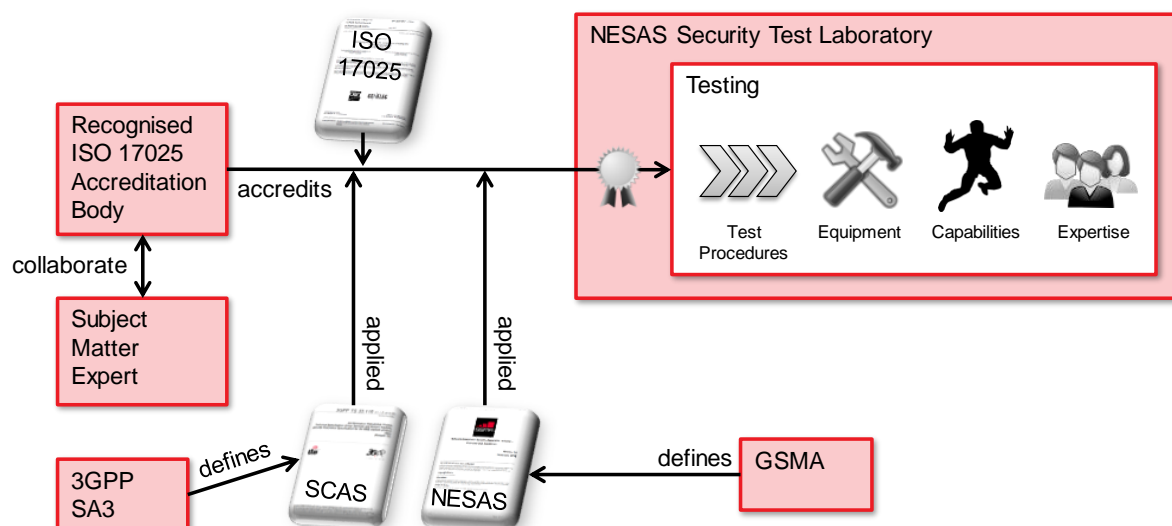 ISO
17025
NESAS Security Test Laboratory
Testing
Recognised
ISO 17025
Accreditation
Body
accredits
Test
Procedures
Equipment
Capabilities
Expertise
collaborate
Subject
Matter
Expert
applied
applied
3GPP
SA3
defines
SCAS
NESAS
defines
GSMA